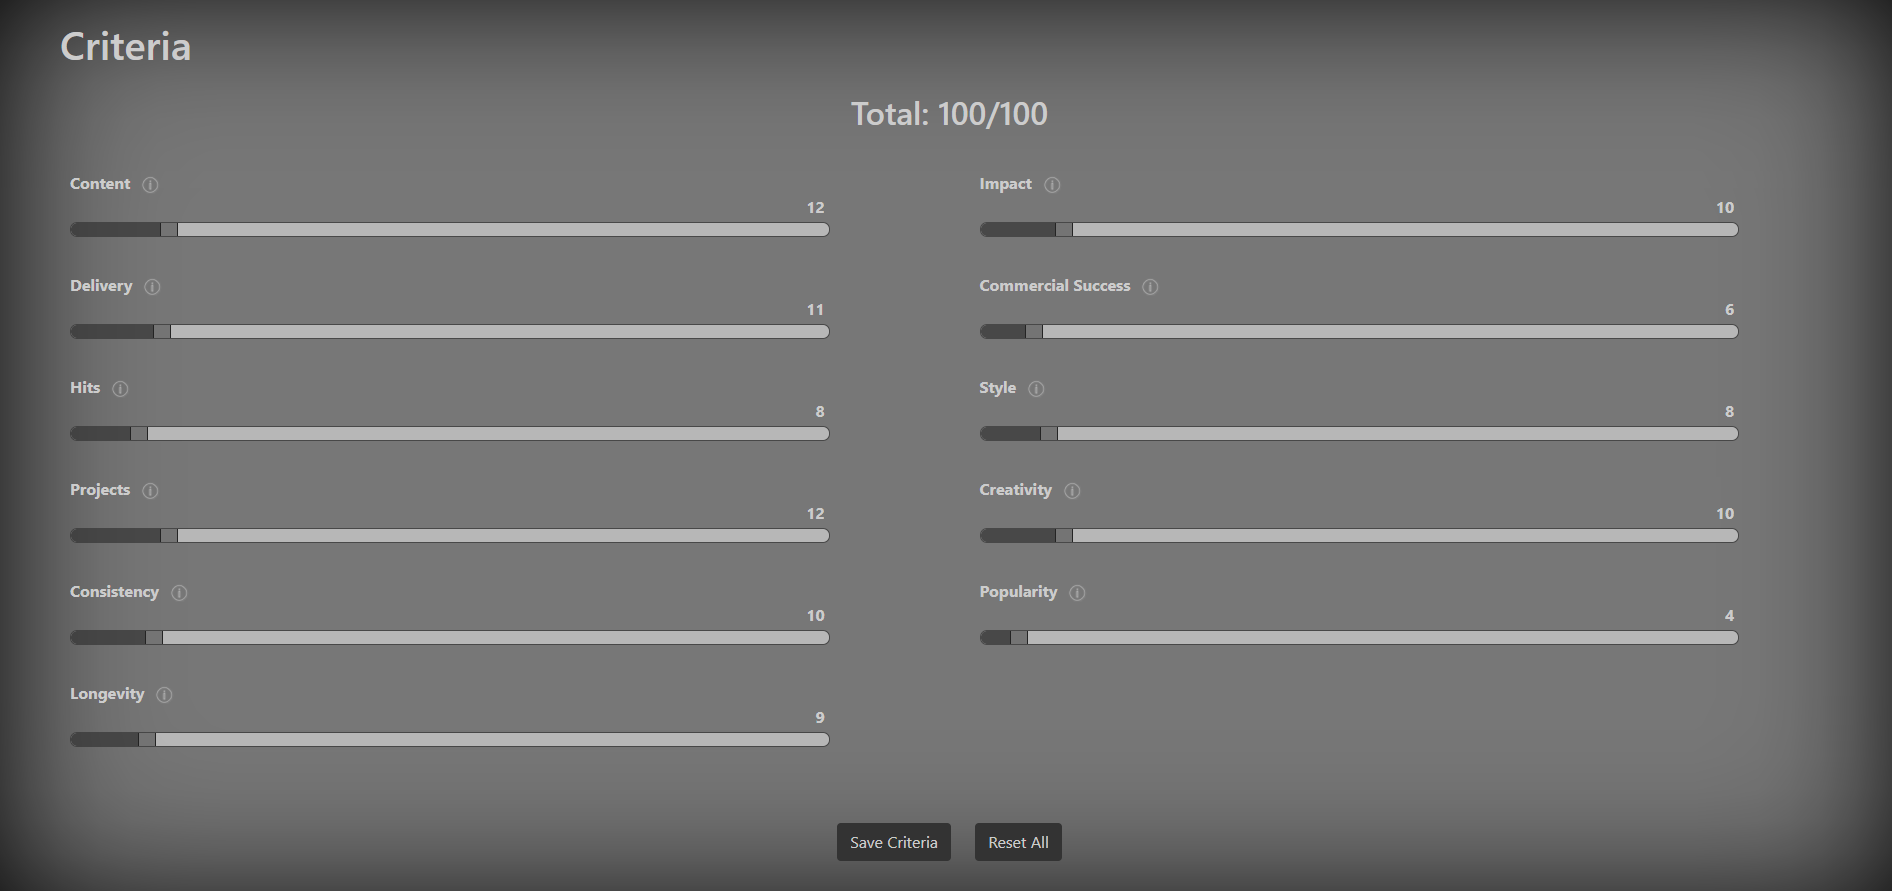 Criteria
Total: 100/100
Content
12
Delivery
11
Hits
8
Projects
12
Consistency
10
Longevity
9
Impact
10
Commercial Success
6
Style
8
Creativity
10
Popularity
4
Save Criteria
Reset All